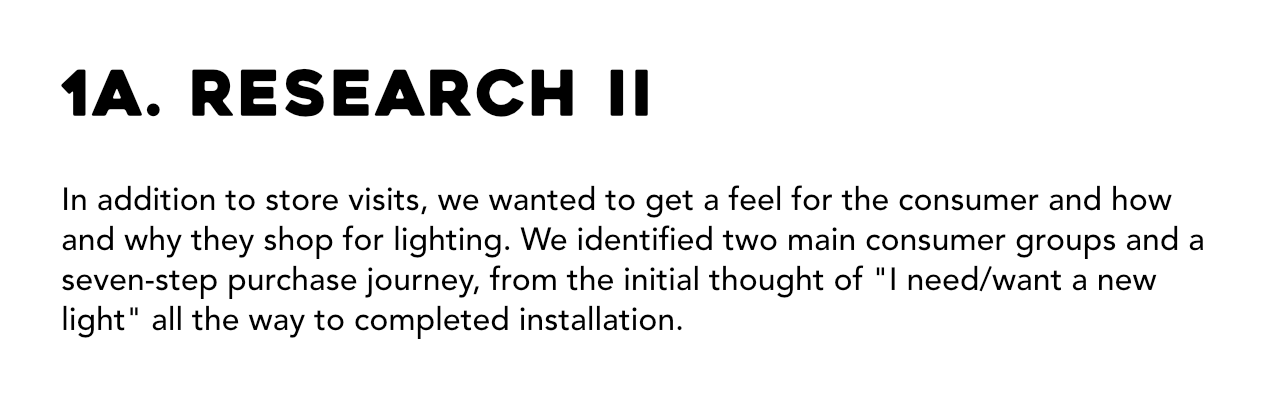 1A. RESEARCH II
In addition to store visits, we wanted to get a feel for the consumer and how
and why they shop for lighting. We identified two main consumer groups and a
seven-step purchase journey, from the initial thought of "I need/want a new
light" all the way to completed installation.